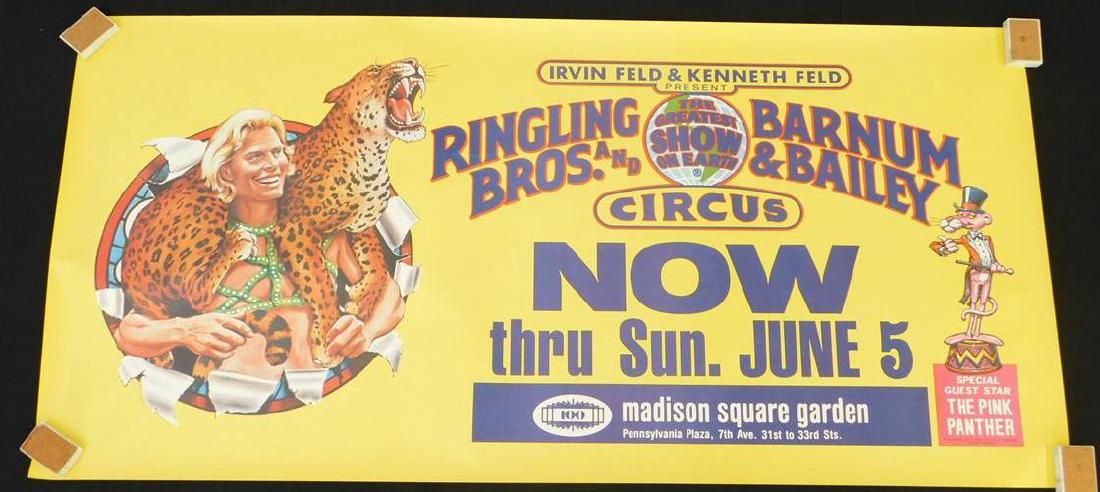 IRVIN FELD & KENNETH FELD
PRESENT
RINGLING BROS. AND
THE GREATEST SHOW ON EARTH ®
BARNUM & BAILEY
CIRCUS
NOW
thru Sun. JUNE 5
100
madison square garden
Pennsylvania Plaza, 7th Ave. 31st to 33rd Sts.
SPECIAL
GUEST STAR
THE PINK
PANTHER